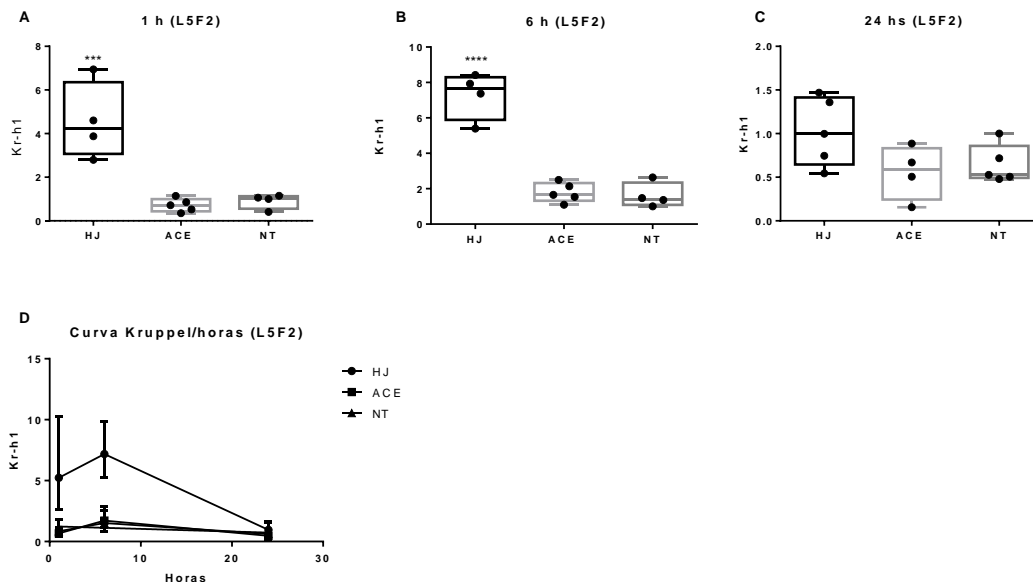 A
1 h (L5F2)
Kr-h1
8
6
4
2
0
***
HJ
ACE
NT
B
6 h (L5F2)
Kr-h1
10
8
6
4
2
0
****
HJ
ACE
NT
C
24 hs (L5F2)
Kr-h1
2.0
1.5
1.0
0.5
0.0
HJ
ACE
NT
D
Curva Kruppel/horas (L5F2)
Kr-h1
15
10
5
0
0
10
20
30
Horas
HJ
ACE
NT